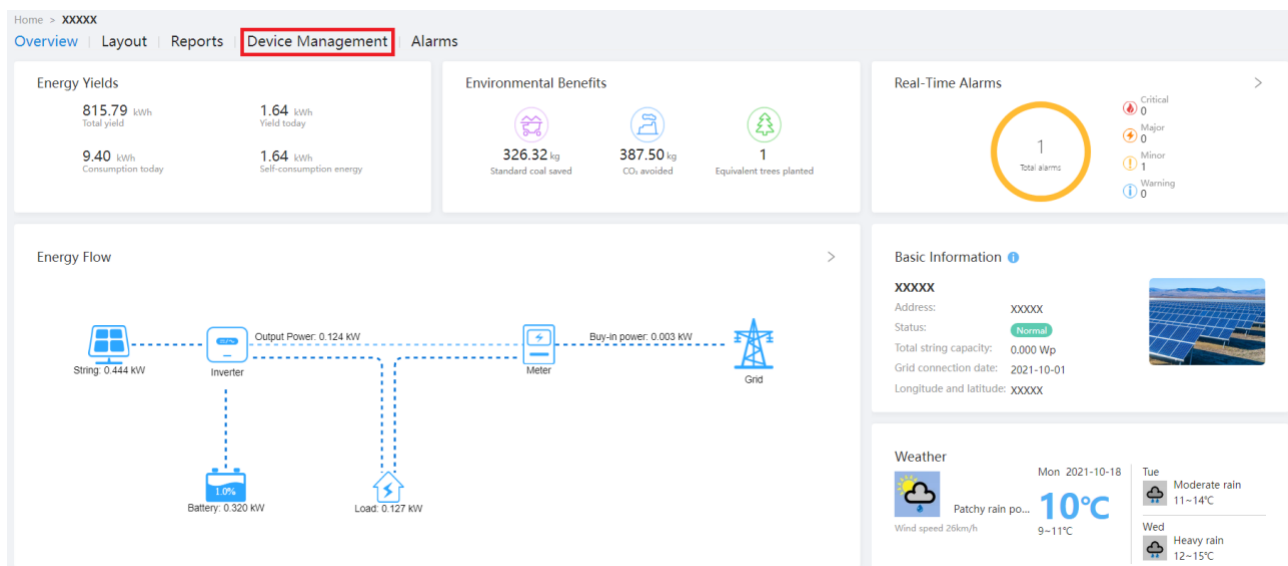 Home > XXXXX
Overview | Layout | Reports | Device Management | Alarms
Energy Yields
815.79 kWh
Total yield
1.64 kWh
Yield today
9.40 kWh
Consumption today
1.64 kWh
Self-consumption energy
Environmental Benefits
326.32 kg
Standard coal saved
387.50 kg
CO₂ avoided
1
Equivalent trees planted
Real-Time Alarms >
1
Total alarms
Critical
0
Major
0
Minor
1
Warning
0
Energy Flow >
String: 0.444 kW
Inverter
Output Power: 0.124 kW
Meter
Buy-in power: 0.003 kW
Grid
1.0%
Battery: 0.320 kW
Load: 0.127 kW
Basic Information
XXXXX
Address: XXXXX
Status: Normal
Total string capacity: 0.000 Wp
Grid connection date: 2021-10-01
Longitude and latitude: XXXXX
Weather
Patchy rain po...
Wind speed 26km/h
Mon 2021-10-18
10℃
9~11℃
Tue
Moderate rain
11~14℃
Wed
Heavy rain
12~15℃